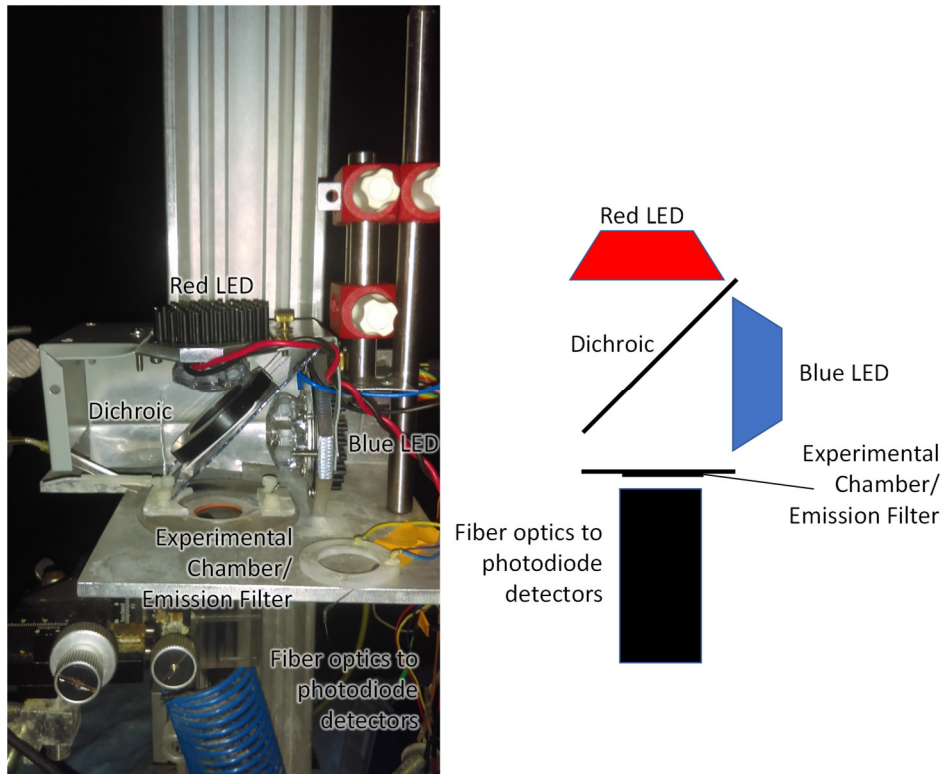 Red LED
Dichroic
Blue LED
Experimental
Chamber/
Emission Filter
Fiber optics to
photodiode
detectors
Red LED
Dichroic
Blue LED
Experimental
Chamber/
Emission Filter
Fiber optics to
photodiode
detectors